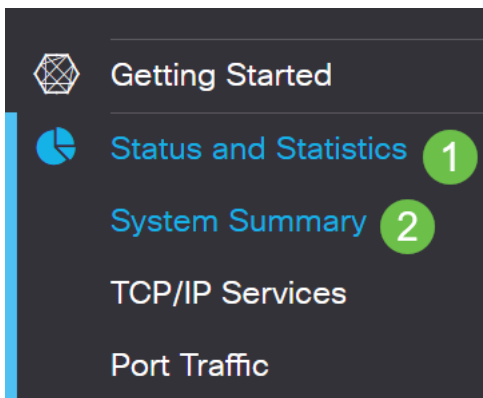 Getting Started
Status and Statistics 1
System Summary 2
TCP/IP Services
Port Traffic